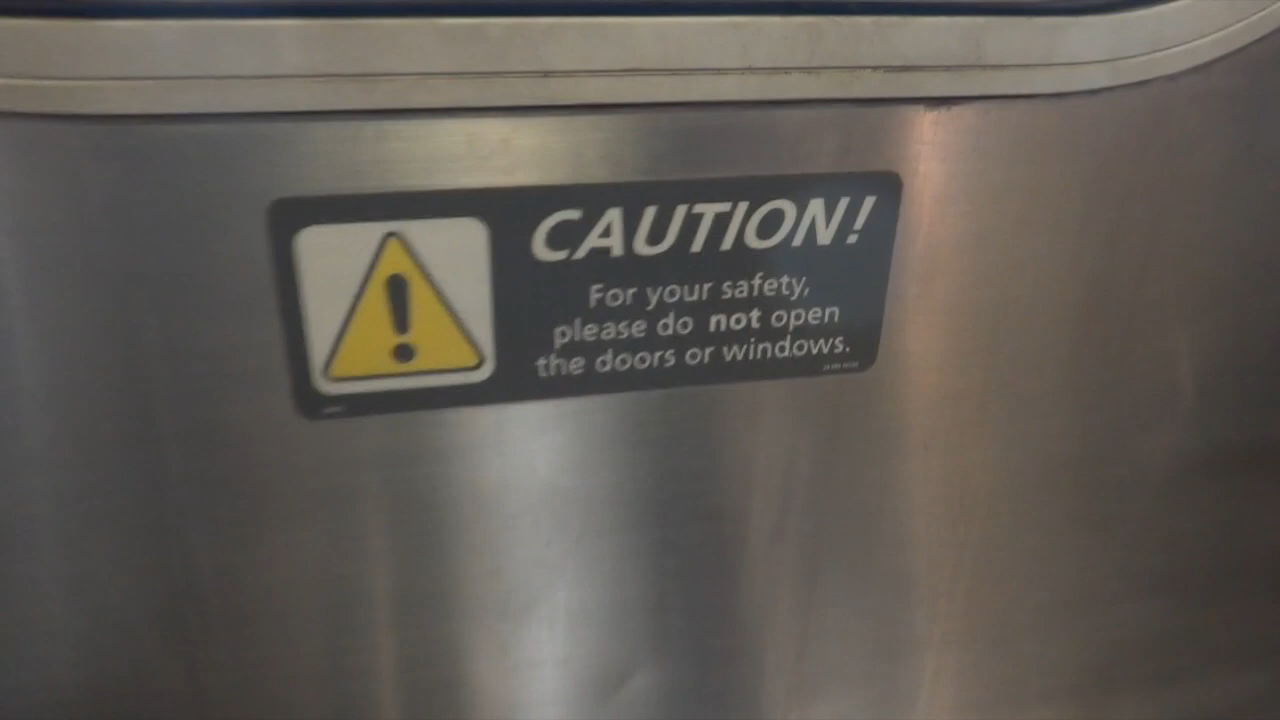 CAUTION!
For your safety,
please do not open
the doors or windows.